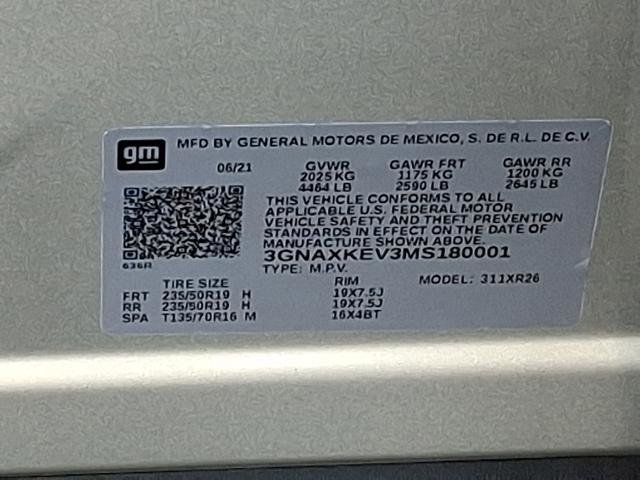 gm MFD BY GENERAL MOTORS DE MEXICO, S. DE R.L. DE C.V.
06/21 GVWR GAWR FRT GAWR RR
2025 KG 1175 KG 1200 KG
4464 LB 2590 LB 2645 LB
THIS VEHICLE CONFORMS TO ALL
APPLICABLE U.S. FEDERAL MOTOR
VEHICLE SAFETY AND THEFT PREVENTION
STANDARDS IN EFFECT ON THE DATE OF
MANUFACTURE SHOWN ABOVE.
3GNAXKEV3MS180001
636R TYPE: M.P.V.
TIRE SIZE RIM MODEL: 311XR26
FRT 235/50R19 H 19X7.5J
RR 235/50R19 H 19X7.5J
SPA T135/70R16 M 16X4BT